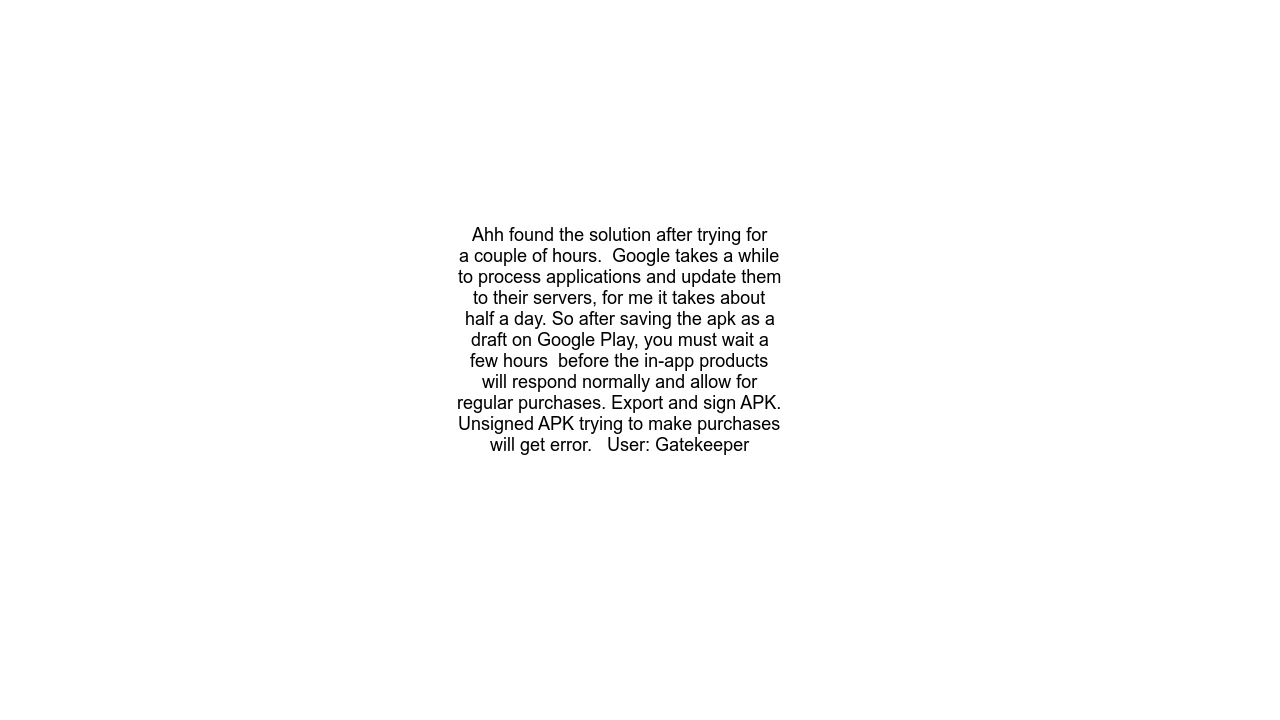 Ahh found the solution after trying for
a couple of hours.  Google takes a while
to process applications and update them
to their servers, for me it takes about
half a day. So after saving the apk as a
draft on Google Play, you must wait a
few hours  before the in-app products
will respond normally and allow for
regular purchases. Export and sign APK.
Unsigned APK trying to make purchases
will get error.   User: Gatekeeper